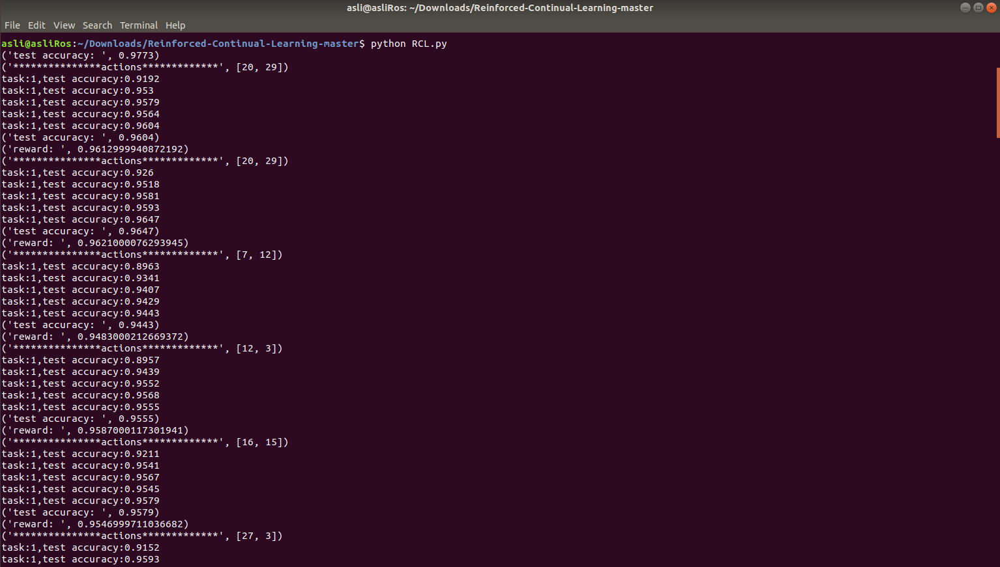 asli@asliRos: ~/Downloads/Reinforced-Continual-Learning-master
File Edit View Search Terminal Help
asli@asliRos:~/Downloads/Reinforced-Continual-Learning-master$ python RCL.py
('test accuracy: ', 0.9773)
('***************actions*************', [20, 29])
task:1,test accuracy:0.9192
task:1,test accuracy:0.953
task:1,test accuracy:0.9579
task:1,test accuracy:0.9564
task:1,test accuracy:0.9604
('test accuracy: ', 0.9604)
('reward: ', 0.9612999940872192)
('***************actions*************', [20, 29])
task:1,test accuracy:0.926
task:1,test accuracy:0.9518
task:1,test accuracy:0.9581
task:1,test accuracy:0.9593
task:1,test accuracy:0.9647
('test accuracy: ', 0.9647)
('reward: ', 0.9621000076293945)
('***************actions*************', [7, 12])
task:1,test accuracy:0.8963
task:1,test accuracy:0.9341
task:1,test accuracy:0.9407
task:1,test accuracy:0.9429
task:1,test accuracy:0.9443
('test accuracy: ', 0.9443)
('reward: ', 0.9483000212669372)
('***************actions*************', [12, 3])
task:1,test accuracy:0.8957
task:1,test accuracy:0.9439
task:1,test accuracy:0.9552
task:1,test accuracy:0.9568
task:1,test accuracy:0.9555
('test accuracy: ', 0.9555)
('reward: ', 0.9587000117301941)
('***************actions*************', [16, 15])
task:1,test accuracy:0.9211
task:1,test accuracy:0.9541
task:1,test accuracy:0.9567
task:1,test accuracy:0.9545
task:1,test accuracy:0.9579
('test accuracy: ', 0.9579)
('reward: ', 0.9546999711036682)
('***************actions*************', [27, 3])
task:1,test accuracy:0.9152
task:1,test accuracy:0.9593